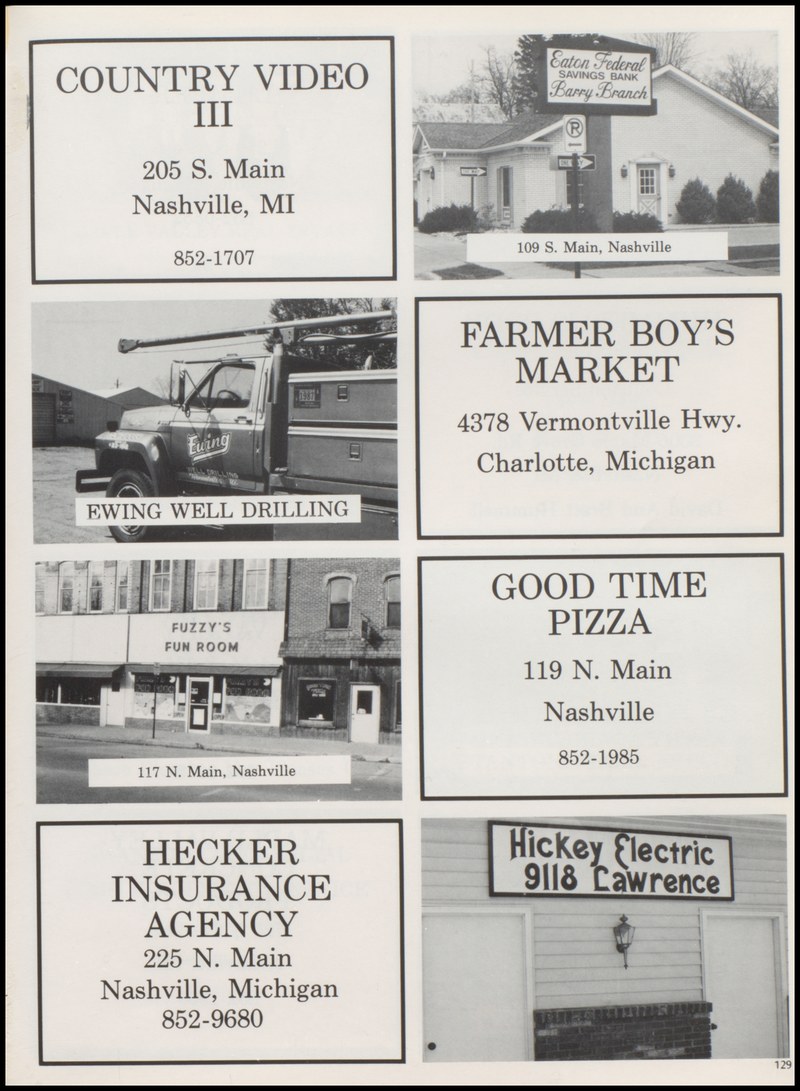 COUNTRY VIDEO
III
205 S. Main
Nashville, MI
852-1707
Eaton Federal
SAVINGS BANK
Barry Branch
P
109 S. Main, Nashville
Ewing
WELL DRILLING
EWING WELL DRILLING
FARMER BOY'S
MARKET
4378 Vermontville Hwy.
Charlotte, Michigan
FUZZY'S
FUN ROOM
117 N. Main, Nashville
GOOD TIME
PIZZA
119 N. Main
Nashville
852-1985
HECKER
INSURANCE
AGENCY
225 N. Main
Nashville, Michigan
852-9680
Hickey Electric
9118 Lawrence
129